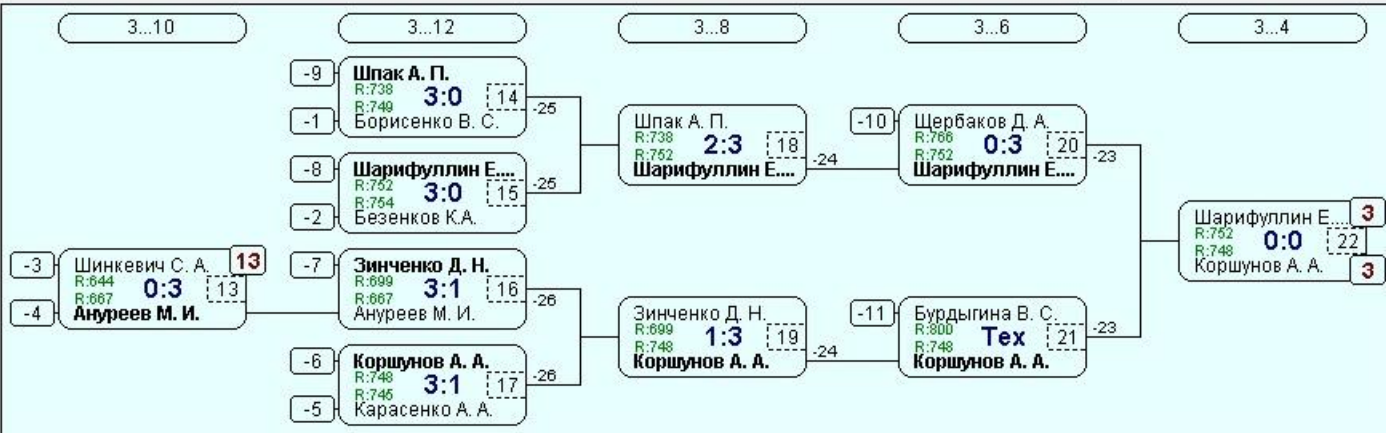 3...10
3...12
3...8
3...6
3...4
-3
Шинкевич С. А.
13
R:644
R:667
0:3
13
-4
Ануреев М. И.
-9
Шпак А. П.
R:738
R:749
3:0
14
-25
-1
Борисенко В. С.
-8
Шарифуллин Е....
R:752
R:754
3:0
15
-25
-2
Безенков К.А.
-7
Зинченко Д. Н.
R:699
R:667
3:1
16
-26
Ануреев М. И.
-6
Коршунов А. А.
R:748
R:745
3:1
17
-26
-5
Карасенко А. А.
Шпак А. П.
R:738
R:752
2:3
18
-24
Шарифуллин Е....
Зинченко Д. Н.
R:699
R:748
1:3
19
-24
Коршунов А. А.
-10
Щербаков Д. А.
R:766
R:752
0:3
20
-23
Шарифуллин Е....
-11
Бурдыгина В. С.
R:800
R:748
Тех
21
-23
Коршунов А. А.
Шарифуллин Е....
3
R:752
R:748
0:0
22
Коршунов А. А.
3